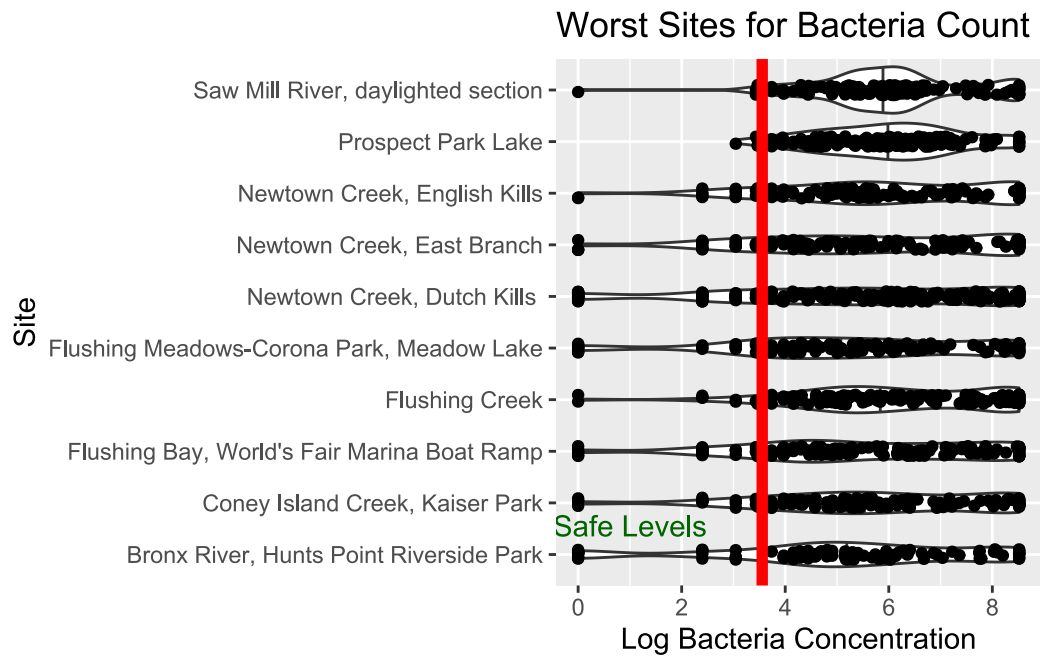 Worst Sites for Bacteria Count
Site
Saw Mill River, daylighted section
Prospect Park Lake
Newtown Creek, English Kills
Newtown Creek, East Branch
Newtown Creek, Dutch Kills
Flushing Meadows-Corona Park, Meadow Lake
Flushing Creek
Flushing Bay, World's Fair Marina Boat Ramp
Coney Island Creek, Kaiser Park
Safe Levels
Bronx River, Hunts Point Riverside Park
0 2 4 6 8
Log Bacteria Concentration